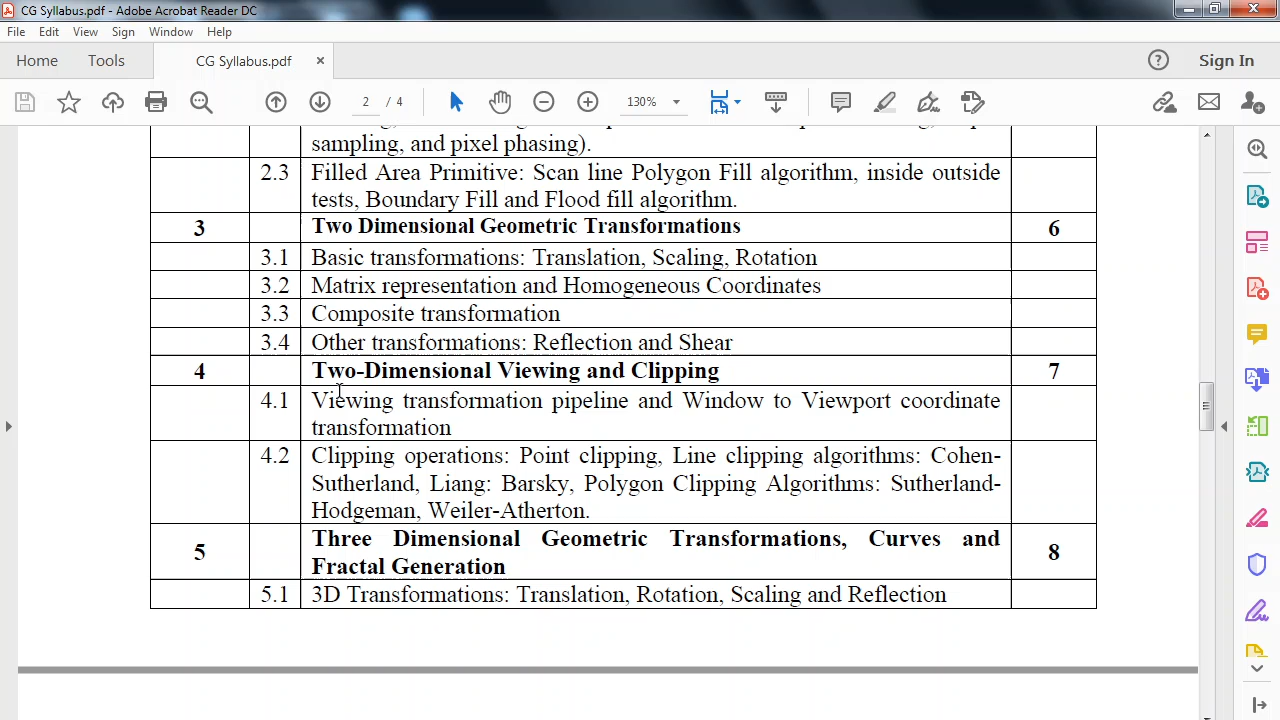 CG Syllabus.pdf - Adobe Acrobat Reader DC
File Edit View Sign Window Help
Home Tools CG Syllabus.pdf × Sign In
2 / 4 130%
sampling, and pixel phasing).
2.3 Filled Area Primitive: Scan line Polygon Fill algorithm, inside outside
tests, Boundary Fill and Flood fill algorithm.
3 Two Dimensional Geometric Transformations 6
3.1 Basic transformations: Translation, Scaling, Rotation
3.2 Matrix representation and Homogeneous Coordinates
3.3 Composite transformation
3.4 Other transformations: Reflection and Shear
4 Two-Dimensional Viewing and Clipping 7
4.1 Viewing transformation pipeline and Window to Viewport coordinate
transformation
4.2 Clipping operations: Point clipping, Line clipping algorithms: Cohen-
Sutherland, Liang: Barsky, Polygon Clipping Algorithms: Sutherland-
Hodgeman, Weiler-Atherton.
5 Three Dimensional Geometric Transformations, Curves and
Fractal Generation 8
5.1 3D Transformations: Translation, Rotation, Scaling and Reflection